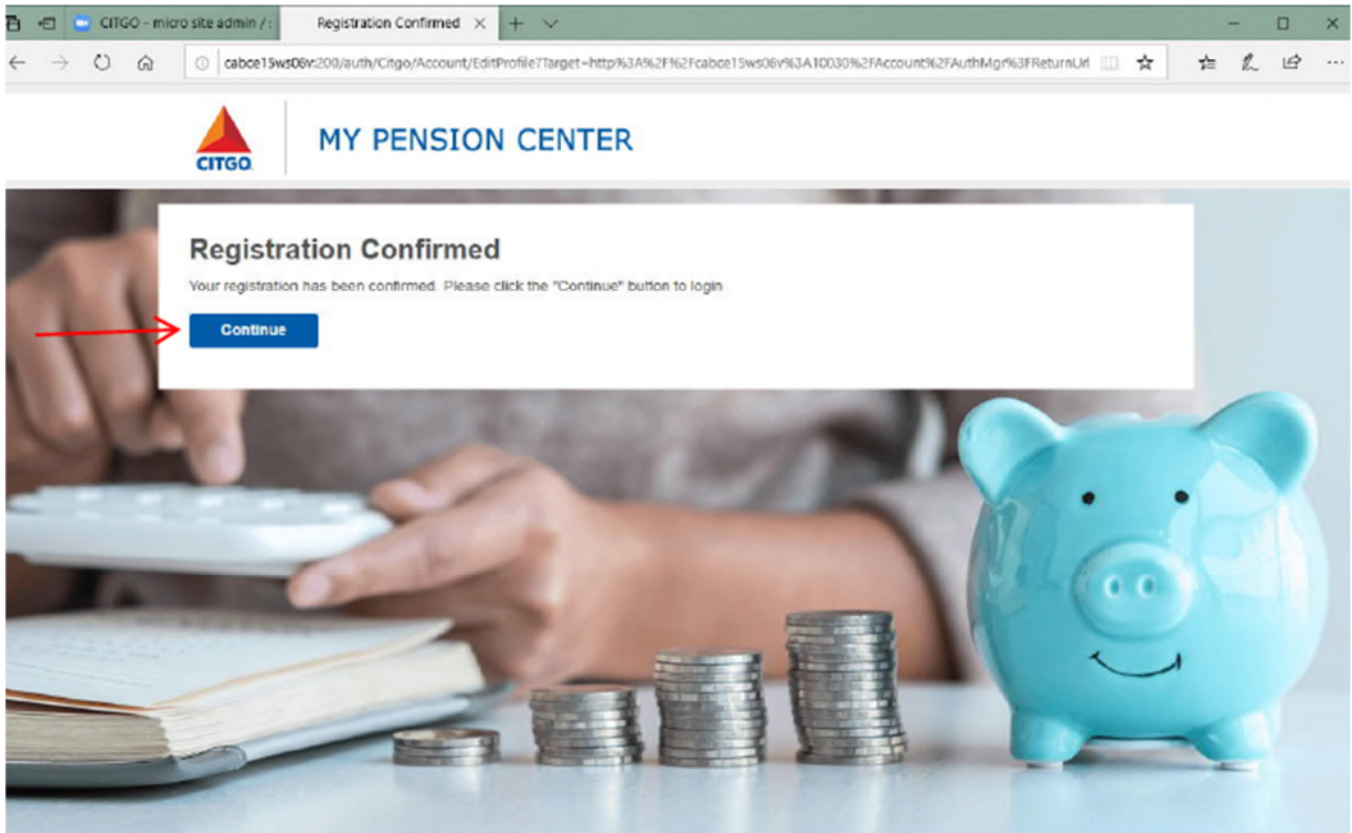 CITGO - micro site admin / :
Registration Confirmed
cabce15ws06v:200/auth/Citgo/Account/EditProfile?Target=http%3A%2F%2Fcabce15ws06v%3A10030%2FAccount%2FAuthMgr%3FReturnUrl
CITGO
MY PENSION CENTER
Registration Confirmed
Your registration has been confirmed. Please click the "Continue" button to login
Continue